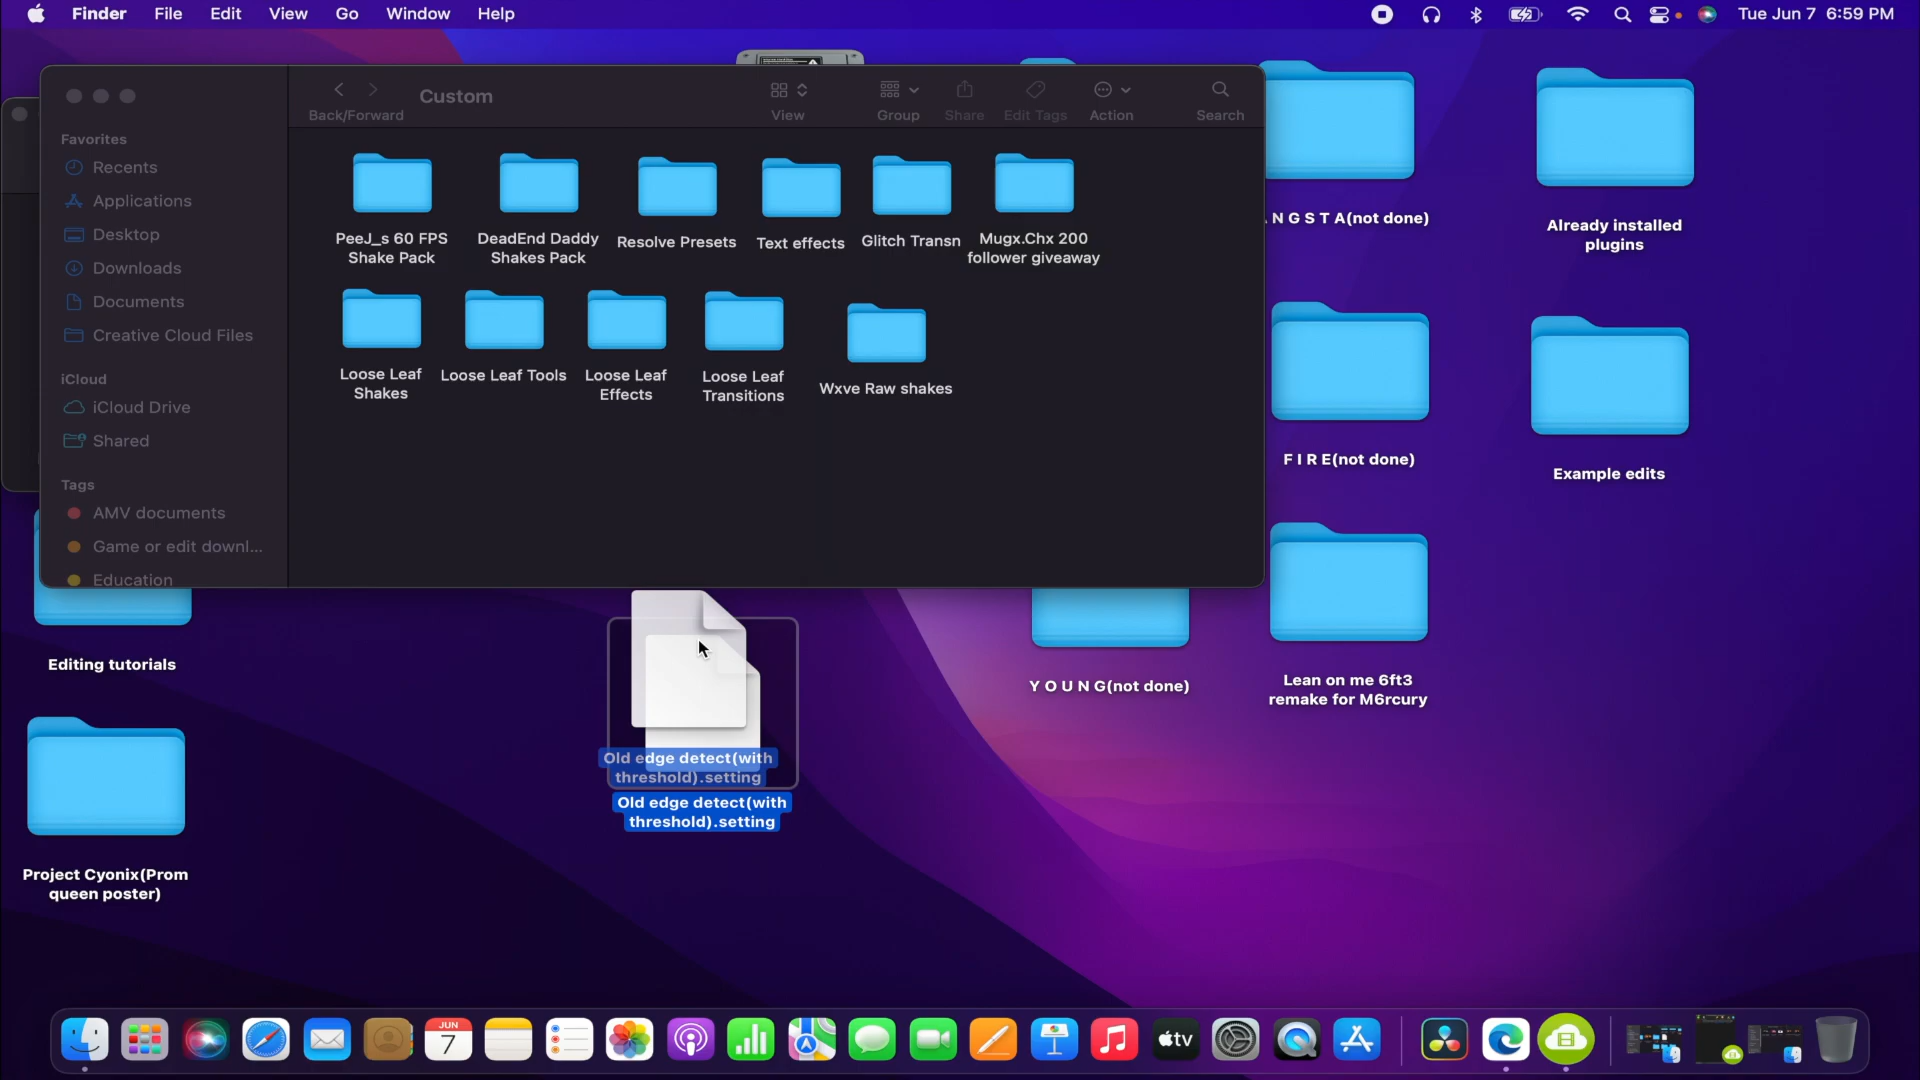 Finder File Edit View Go Window Help
Tue Jun 7 6:59 PM
Back/Forward
Custom
View
Group
Share
Edit Tags
Action
Search
Favorites
Recents
Applications
Desktop
Downloads
Documents
Creative Cloud Files
iCloud
iCloud Drive
Shared
Tags
AMV documents
Game or edit downl...
Education
PeeJ_s 60 FPS
Shake Pack
DeadEnd Daddy
Shakes Pack
Resolve Presets
Text effects
Glitch Transn
Mugx.Chx 200
follower giveaway
Loose Leaf
Shakes
Loose Leaf Tools
Loose Leaf
Effects
Loose Leaf
Transitions
Wxve Raw shakes
N G S T A(not done)
Already installed
plugins
F I R E(not done)
Example edits
Editing tutorials
Y O U N G(not done)
Lean on me 6ft3
remake for M6rcury
Old edge detect(with
threshold).setting
Old edge detect(with
threshold).setting
Project Cyonix(Prom
queen poster)
JUN
7
tv